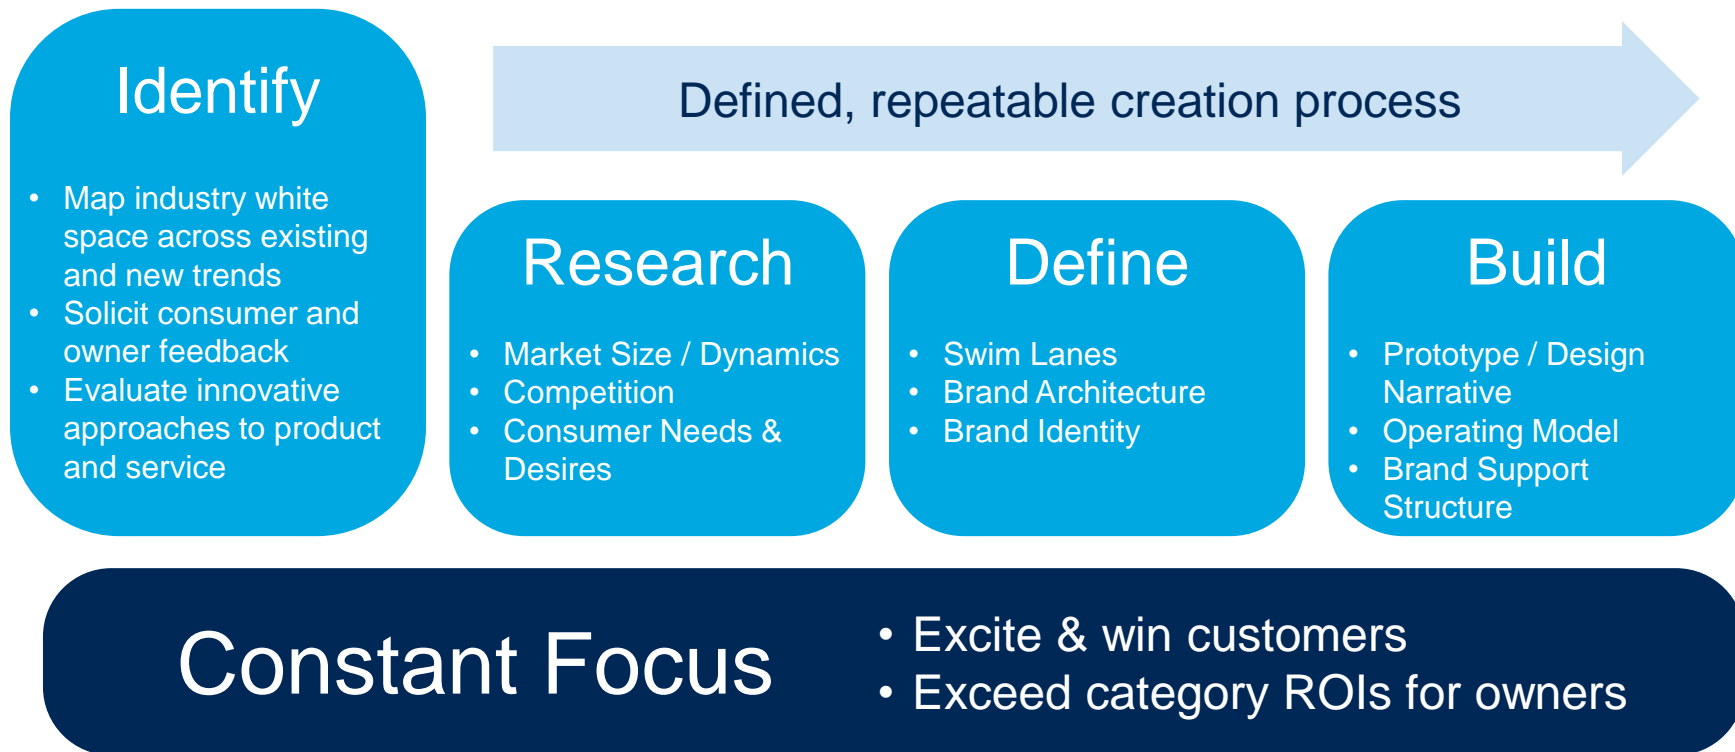 Identify
• Map industry white
space across existing
and new trends
• Solicit consumer and
owner feedback
• Evaluate innovative
approaches to product
and service
Defined, repeatable creation process
Research
• Market Size / Dynamics
• Competition
• Consumer Needs &
Desires
Define
• Swim Lanes
• Brand Architecture
• Brand Identity
Build
• Prototype / Design
Narrative
• Operating Model
• Brand Support
Structure
Constant Focus
• Excite & win customers
• Exceed category ROIs for owners